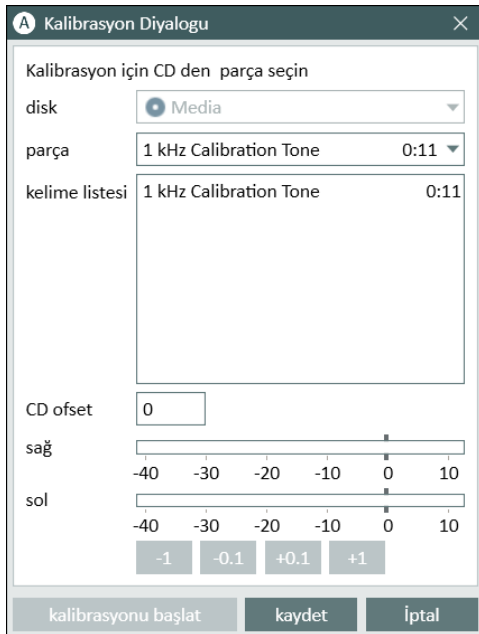 A Kalibrasyon Diyalogu
Kalibrasyon için CD den parça seçin
disk Media
parça 1 kHz Calibration Tone 0:11
kelime listesi 1 kHz Calibration Tone 0:11
CD ofset 0
sağ
-40 -30 -20 -10 0 10
sol
-40 -30 -20 -10 0 10
-1 -0.1 +0.1 +1
kalibrasyonu başlat kaydet İptal